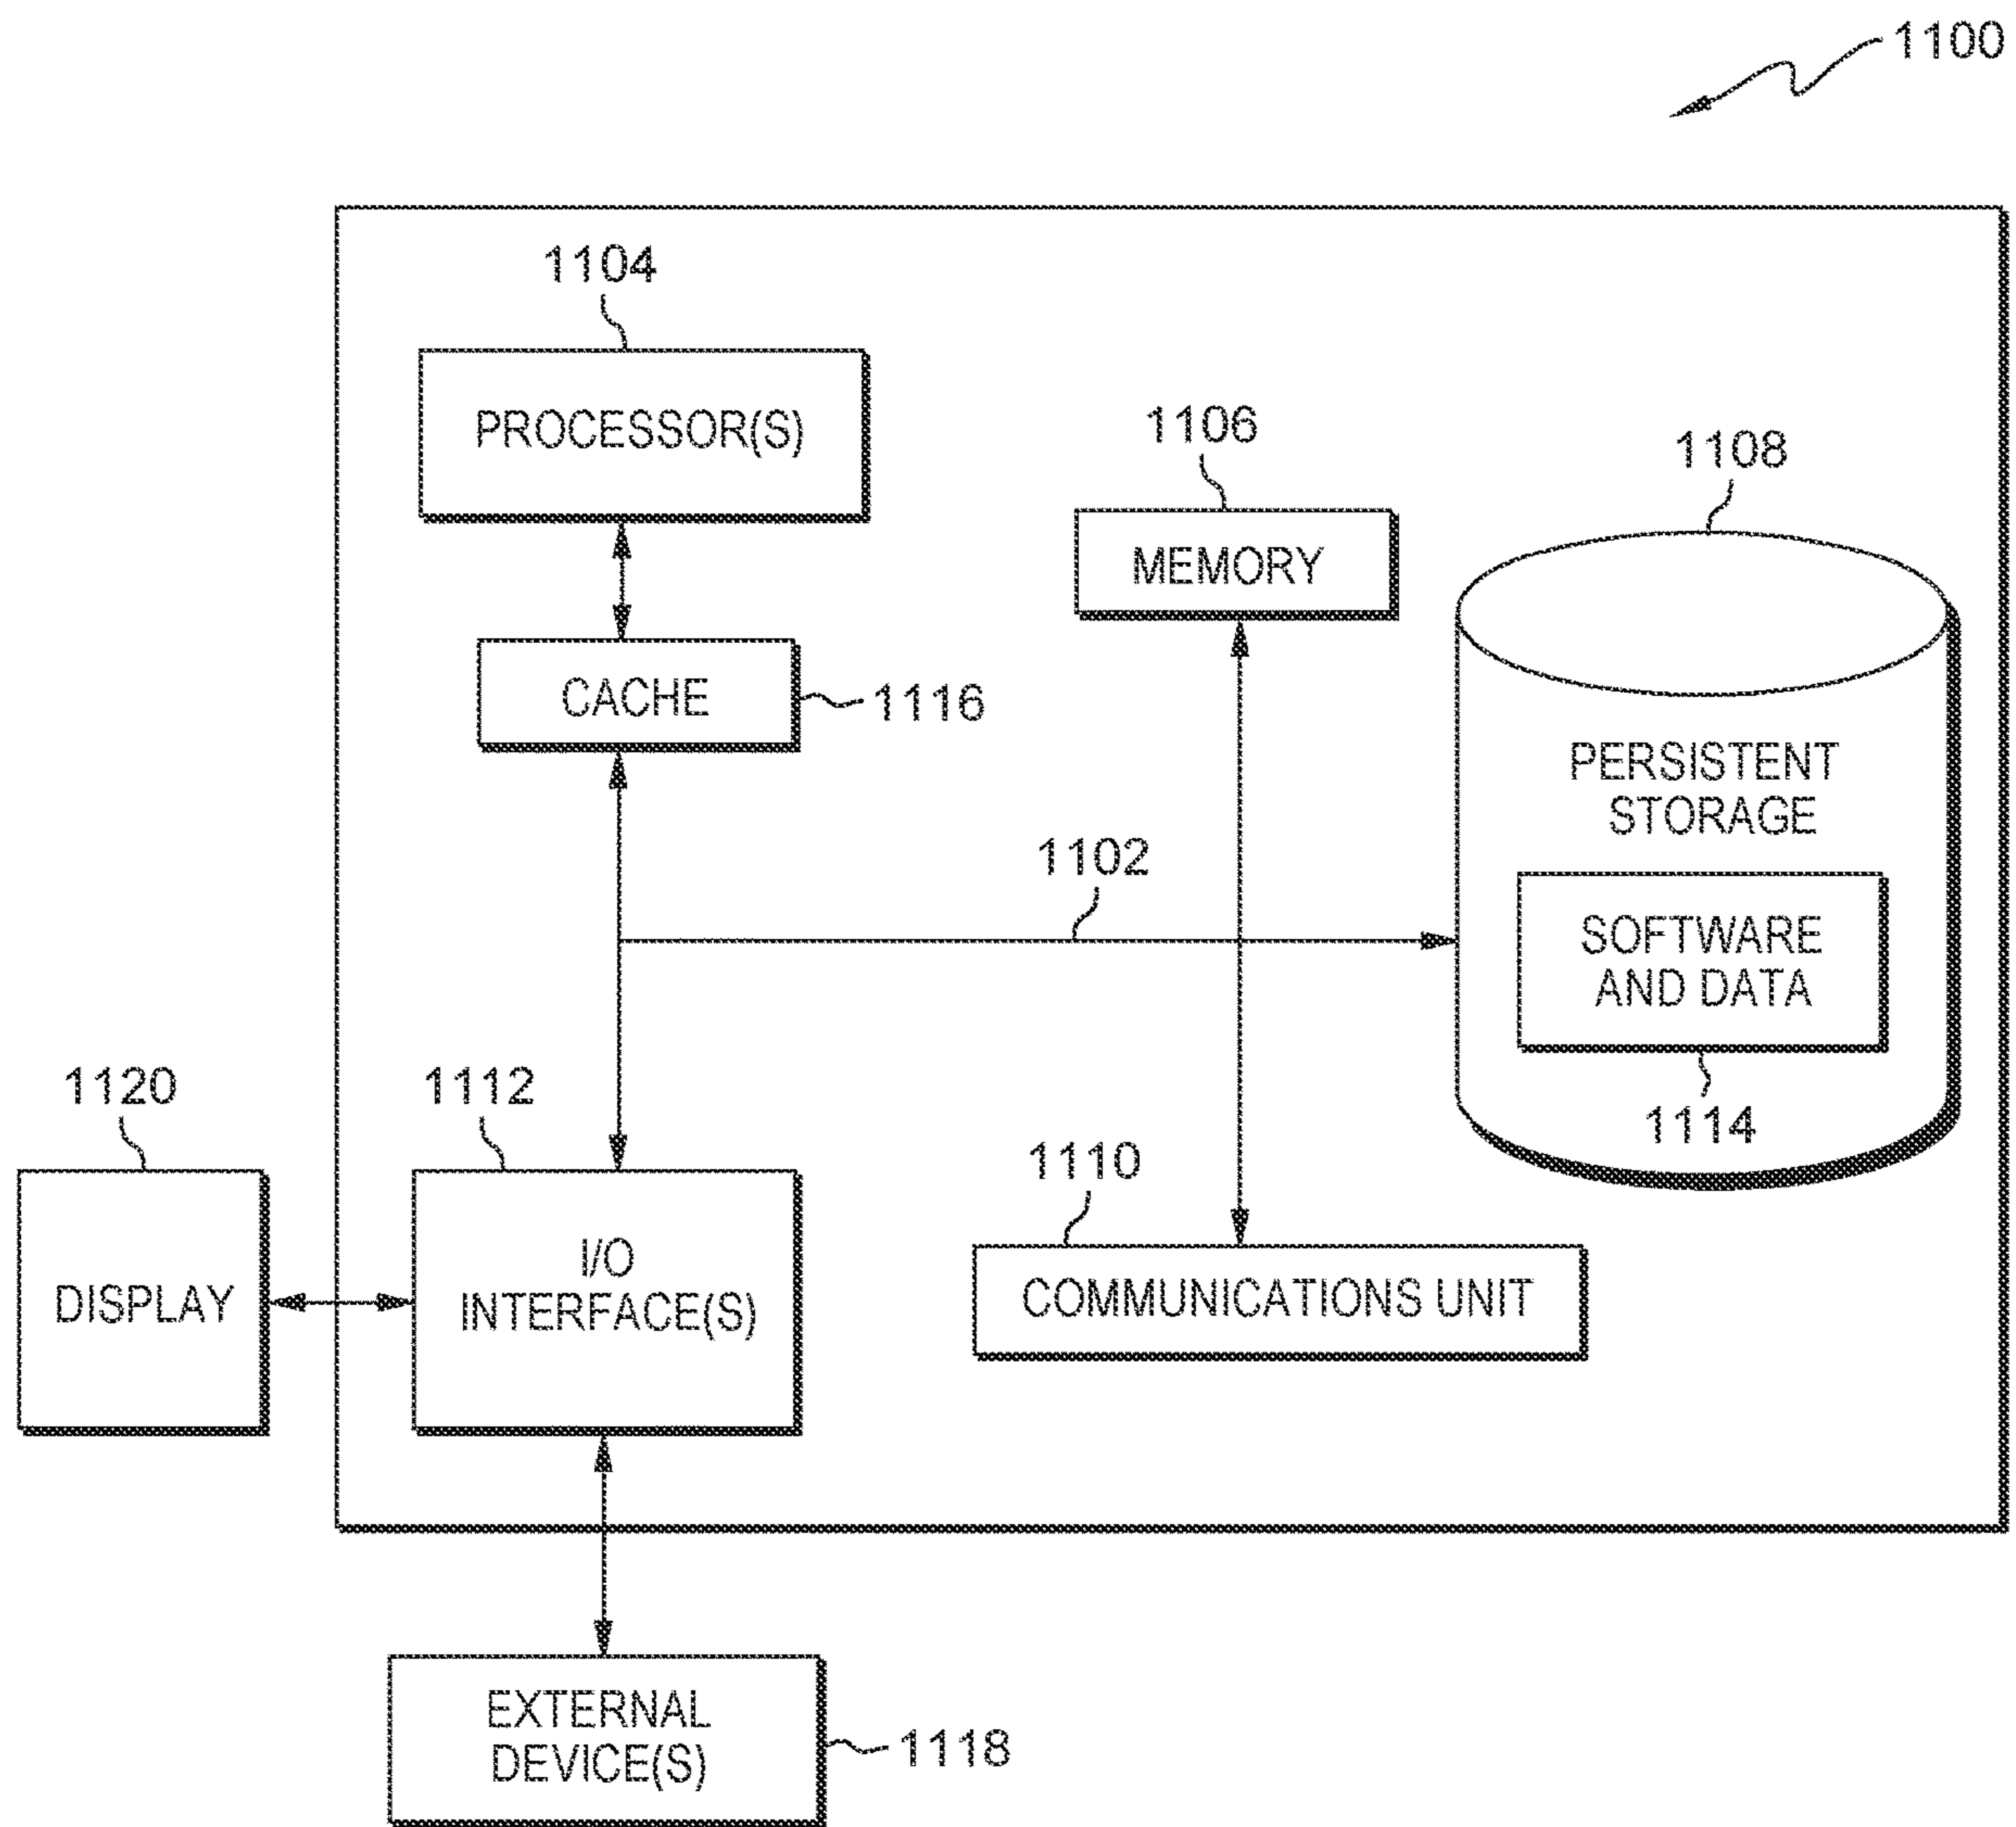 1100
1104
PROCESSOR(S)
1106
MEMORY
1108
CACHE
1116
PERSISTENT
STORAGE
1102
SOFTWARE
AND DATA
1114
1120
DISPLAY
1112
I/O
INTERFACE(S)
1110
COMMUNICATIONS UNIT
EXTERNAL
DEVICE(S)
1118